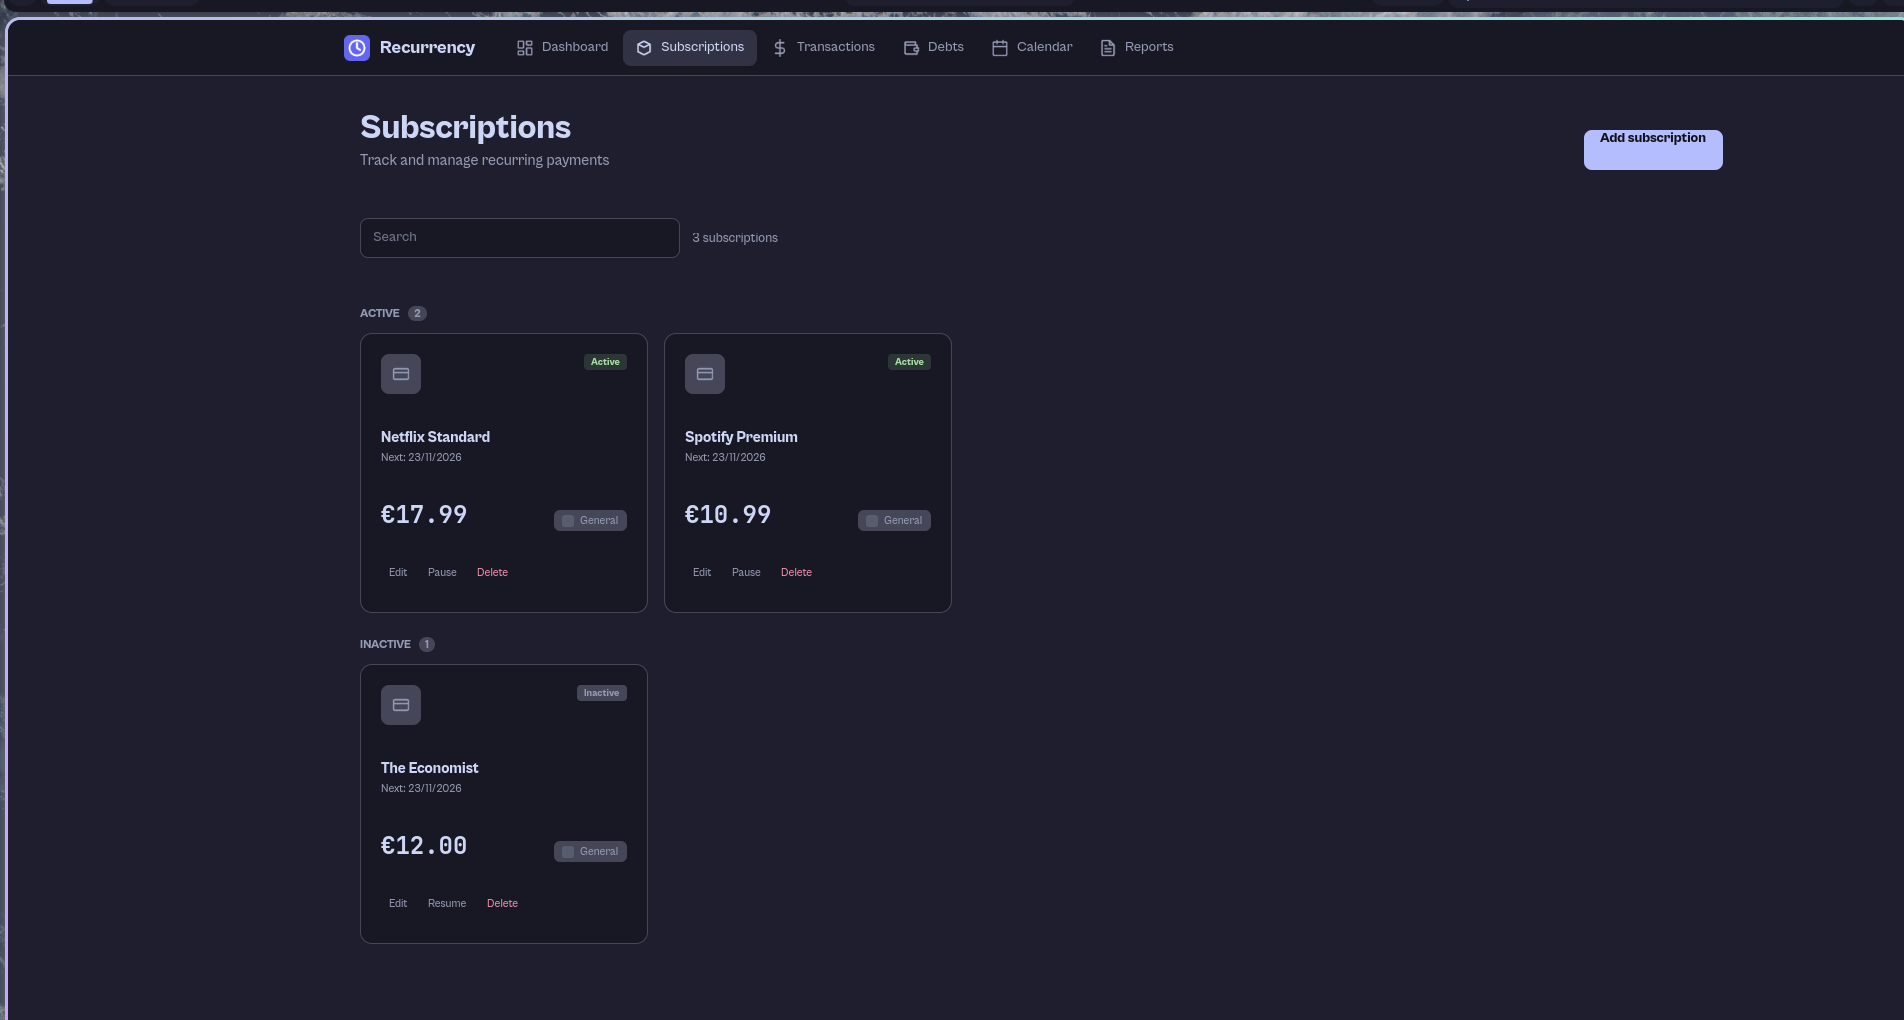 Recurrency
Dashboard
Subscriptions
Transactions
Debts
Calendar
Reports
Subscriptions
Track and manage recurring payments
Add subscription
Search
3 subscriptions
ACTIVE 2
Active
Netflix Standard
Next: 23/11/2026
€17.99
General
Edit Pause Delete
Active
Spotify Premium
Next: 23/11/2026
€10.99
General
Edit Pause Delete
INACTIVE 1
Inactive
The Economist
Next: 23/11/2026
€12.00
General
Edit Resume Delete